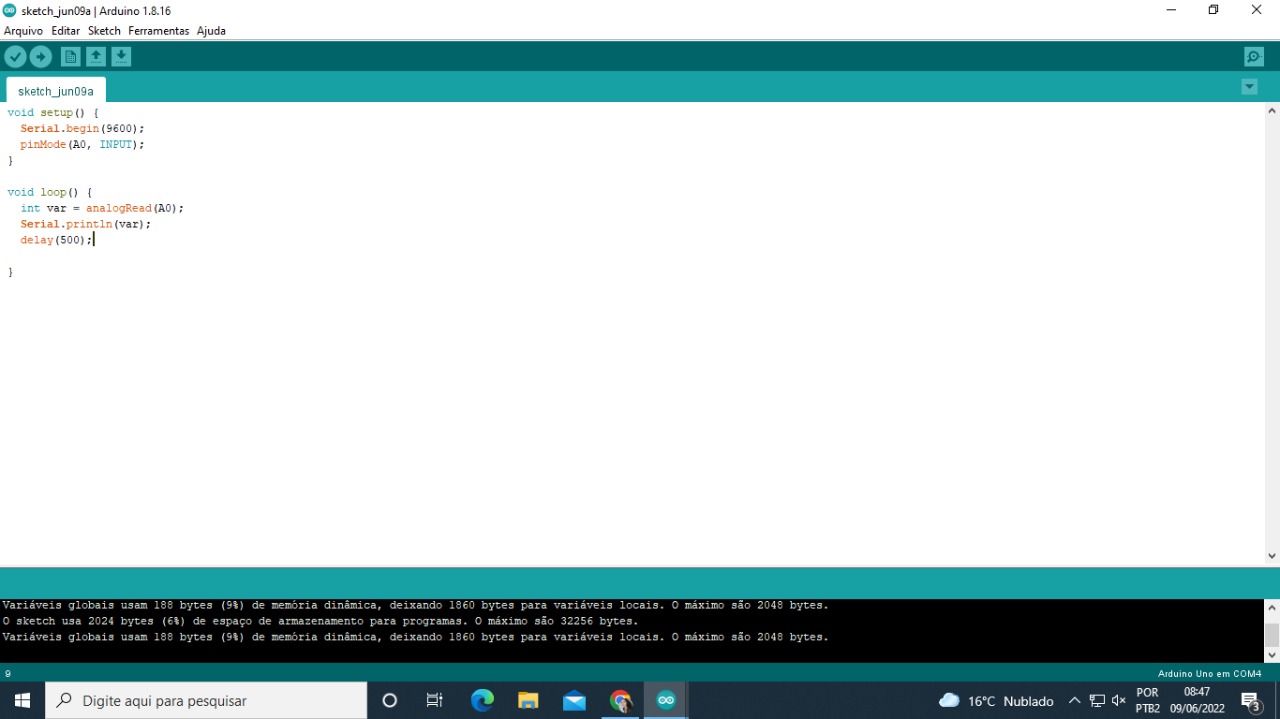 sketch_jun09a | Arduino 1.8.16
Arquivo Editar Sketch Ferramentas Ajuda
sketch_jun09a
void setup() {
  Serial.begin(9600);
  pinMode(A0, INPUT);
}
void loop() {
  int var = analogRead(A0);
  Serial.println(var);
  delay(500);
}
Variáveis globais usam 188 bytes (9%) de memória dinâmica, deixando 1860 bytes para variáveis locais. O máximo são 2048 bytes.
O sketch usa 2024 bytes (6%) de espaço de armazenamento para programas. O máximo são 32256 bytes.
Variáveis globais usam 188 bytes (9%) de memória dinâmica, deixando 1860 bytes para variáveis locais. O máximo são 2048 bytes.
9
Arduino Uno em COM4
Digite aqui para pesquisar
16°C Nublado
POR
PTB2
08:47
09/06/2022
3